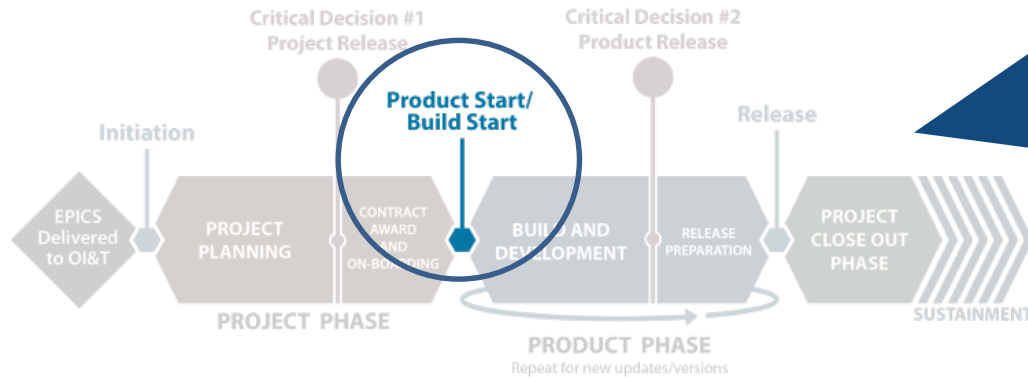 Critical Decision #1
Project Release
Critical Decision #2
Product Release
Product Start/
Build Start
Initiation
Release
EPICS
Delivered
to OI&T
PROJECT
PLANNING
CONTRACT
AWARD
AND
ON-BOARDING
BUILD AND
DEVELOPMENT
RELEASE
PREPARATION
PROJECT
CLOSE OUT
PHASE
SUSTAINMENT
PROJECT PHASE
PRODUCT PHASE
Repeat for new updates/versions